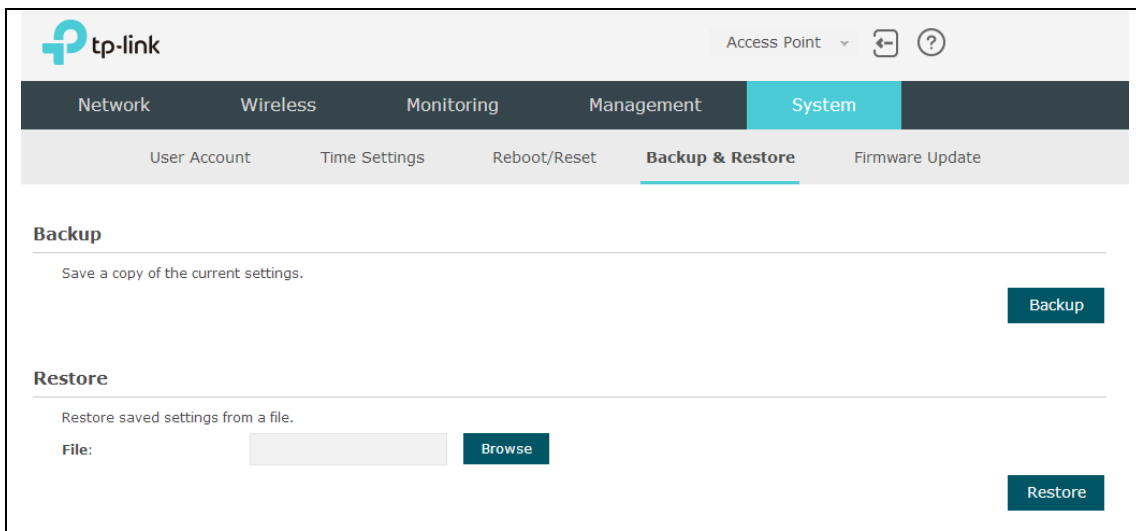 tp-link
Access Point
Network Wireless Monitoring Management System
User Account Time Settings Reboot/Reset Backup & Restore Firmware Update
Backup
Save a copy of the current settings.
Backup
Restore
Restore saved settings from a file.
File: Browse
Restore